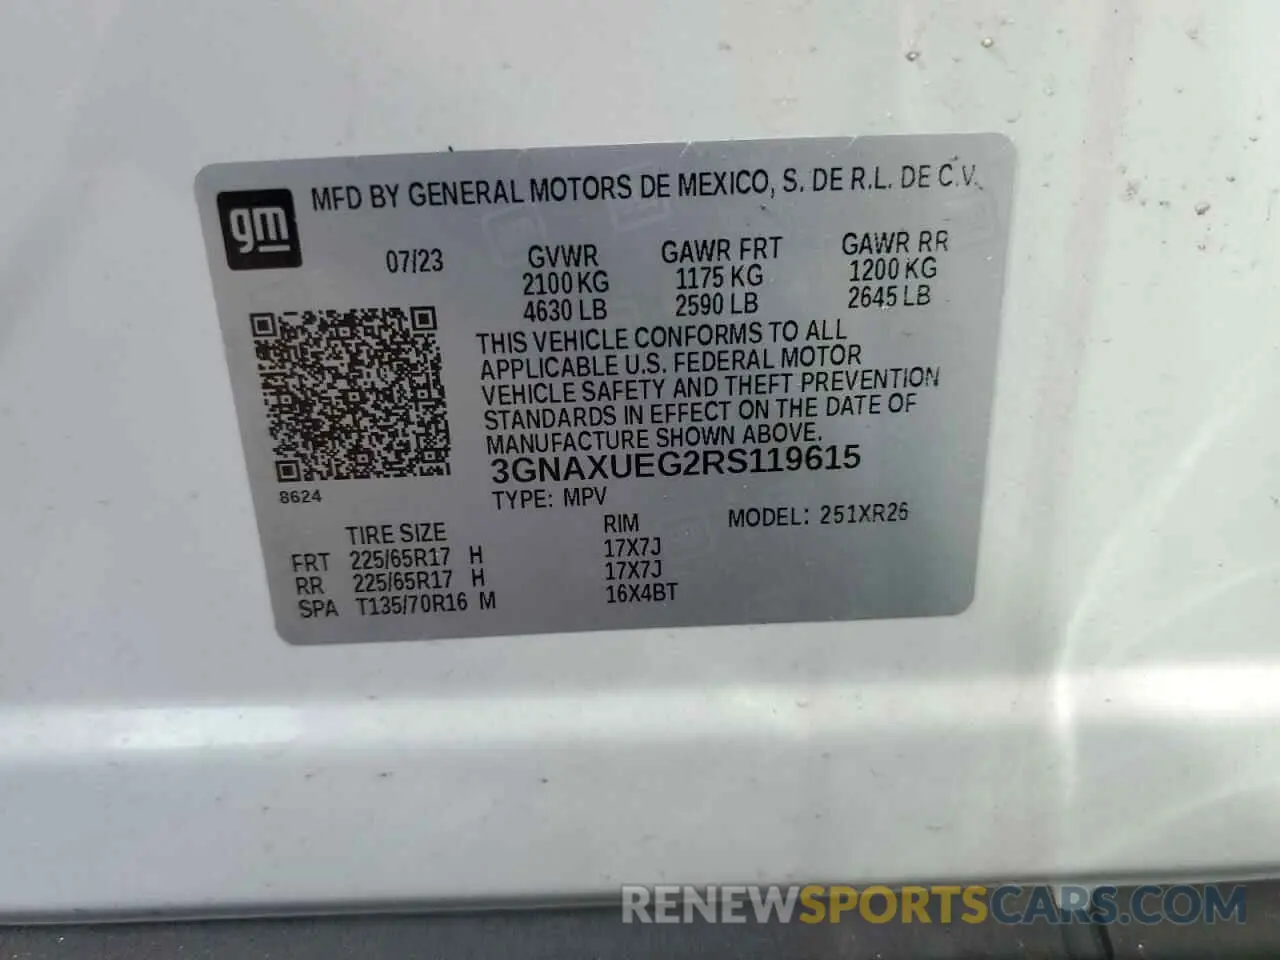 gm MFD BY GENERAL MOTORS DE MEXICO, S. DE R.L. DE C.V.
07/23 GVWR GAWR FRT GAWR RR
2100 KG 1175 KG 1200 KG
4630 LB 2590 LB 2645 LB
THIS VEHICLE CONFORMS TO ALL
APPLICABLE U.S. FEDERAL MOTOR
VEHICLE SAFETY AND THEFT PREVENTION
STANDARDS IN EFFECT ON THE DATE OF
MANUFACTURE SHOWN ABOVE.
3GNAXUEG2RS119615
8624 TYPE: MPV
TIRE SIZE RIM MODEL: 251XR26
FRT 225/65R17 H 17X7J
RR 225/65R17 H 17X7J
SPA T135/70R16 M 16X4BT
RENEWSPORTSCARS.COM